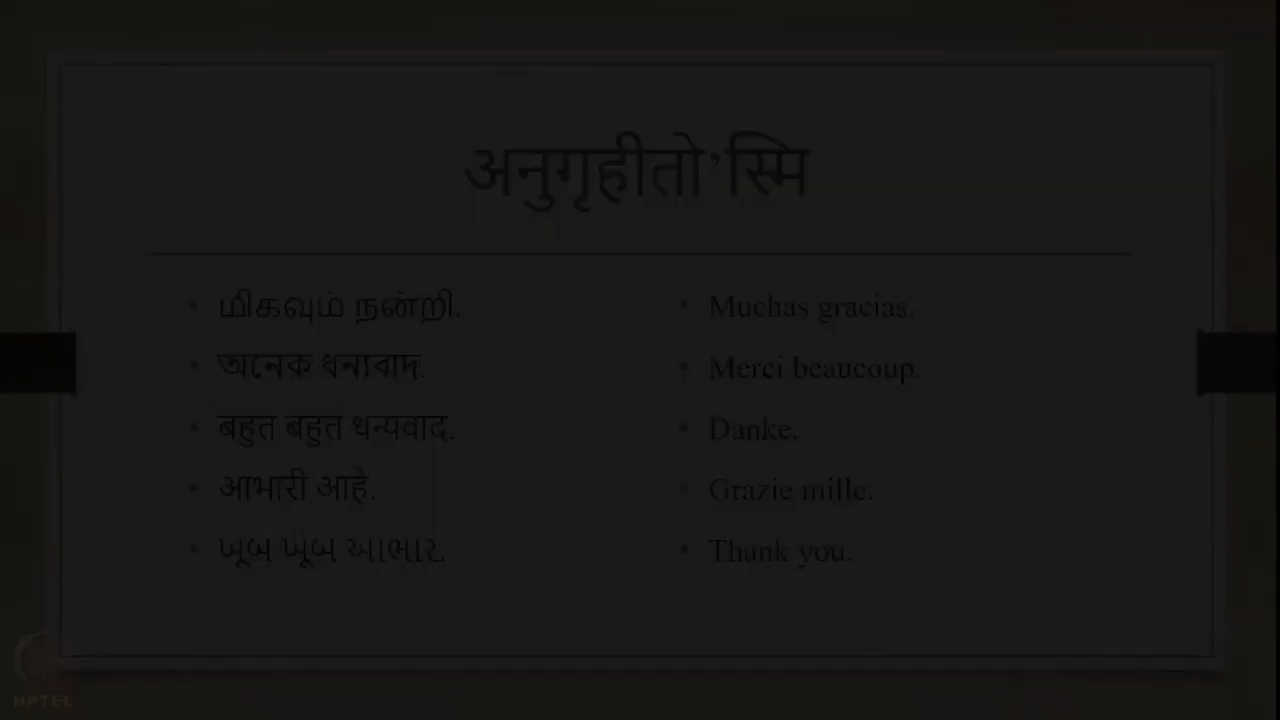 अनुगृहीतो’स्मि
மிகவும் நன்றி.
অনেক ধন্যবাদ.
बहुत बहुत धन्यवाद.
आभारी आहे.
ખૂબ ખૂબ આભાર.
Muchas gracias.
Merci beaucoup.
Danke.
Grazie mille.
Thank you.
NPTEL